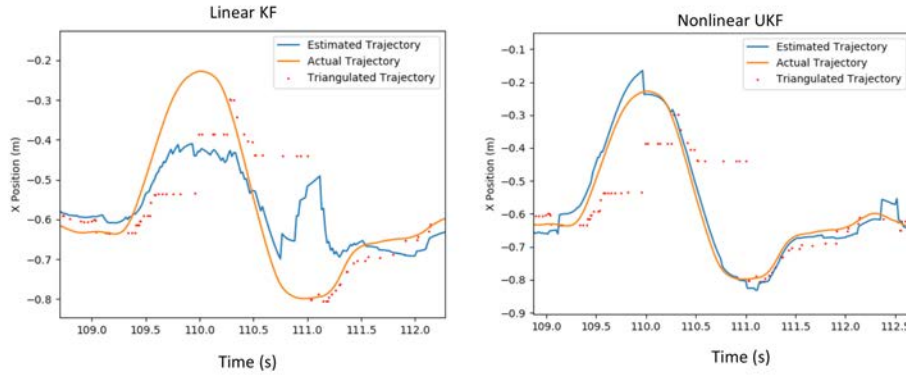 Linear KF
Estimated Trajectory
Actual Trajectory
Triangulated Trajectory
X Position (m)
−0.2
−0.3
−0.4
−0.5
−0.6
−0.7
−0.8
109.0 109.5 110.0 110.5 111.0 111.5 112.0
Time (s)
Nonlinear UKF
Estimated Trajectory
Actual Trajectory
Triangulated Trajectory
X Position (m)
−0.1
−0.2
−0.3
−0.4
−0.5
−0.6
−0.7
−0.8
−0.9
109.0 109.5 110.0 110.5 111.0 111.5 112.0 112.5
Time (s)